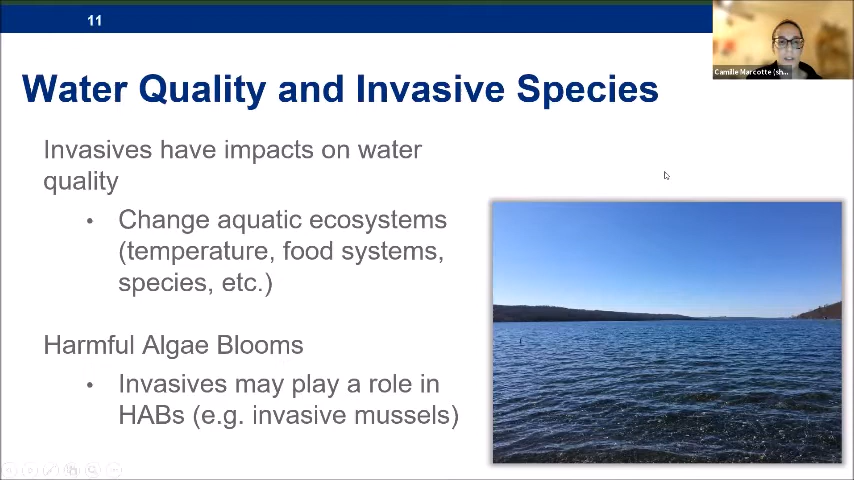 11
Camille Marcotte (sh...
Water Quality and Invasive Species
Invasives have impacts on water
quality
• Change aquatic ecosystems
(temperature, food systems,
species, etc.)
Harmful Algae Blooms
• Invasives may play a role in
HABs (e.g. invasive mussels)